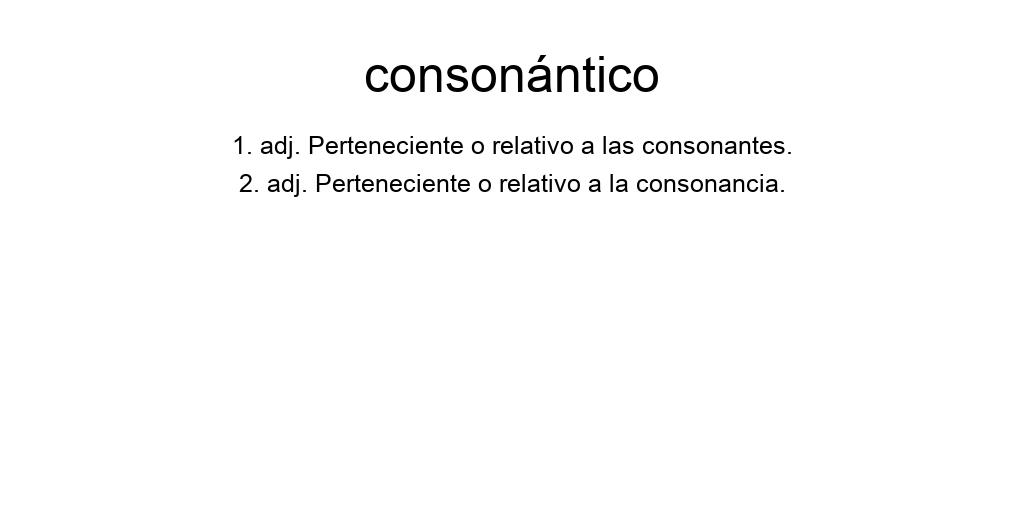 consonántico
1. adj. Perteneciente o relativo a las consonantes.
2. adj. Perteneciente o relativo a la consonancia.